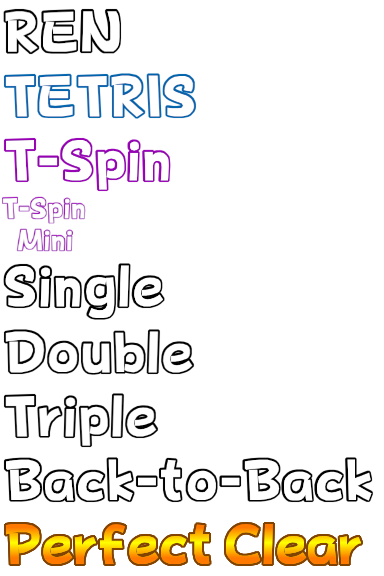 REN
TETRIS
T-Spin
T-Spin
Mini
Single
Double
Triple
Back-to-Back
Perfect Clear